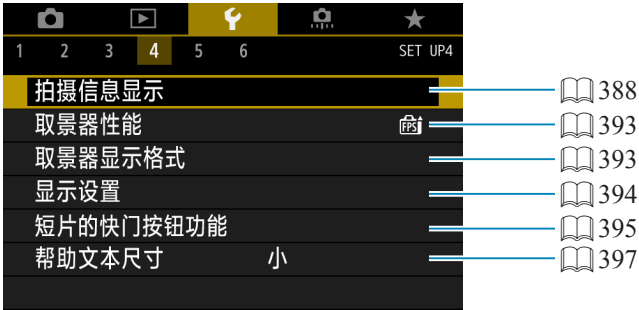 1 2 3 4 5 6 SET UP4
拍摄信息显示 388
取景器性能 FPS 393
取景器显示格式 393
显示设置 394
短片的快门按钮功能 395
帮助文本尺寸 小 397